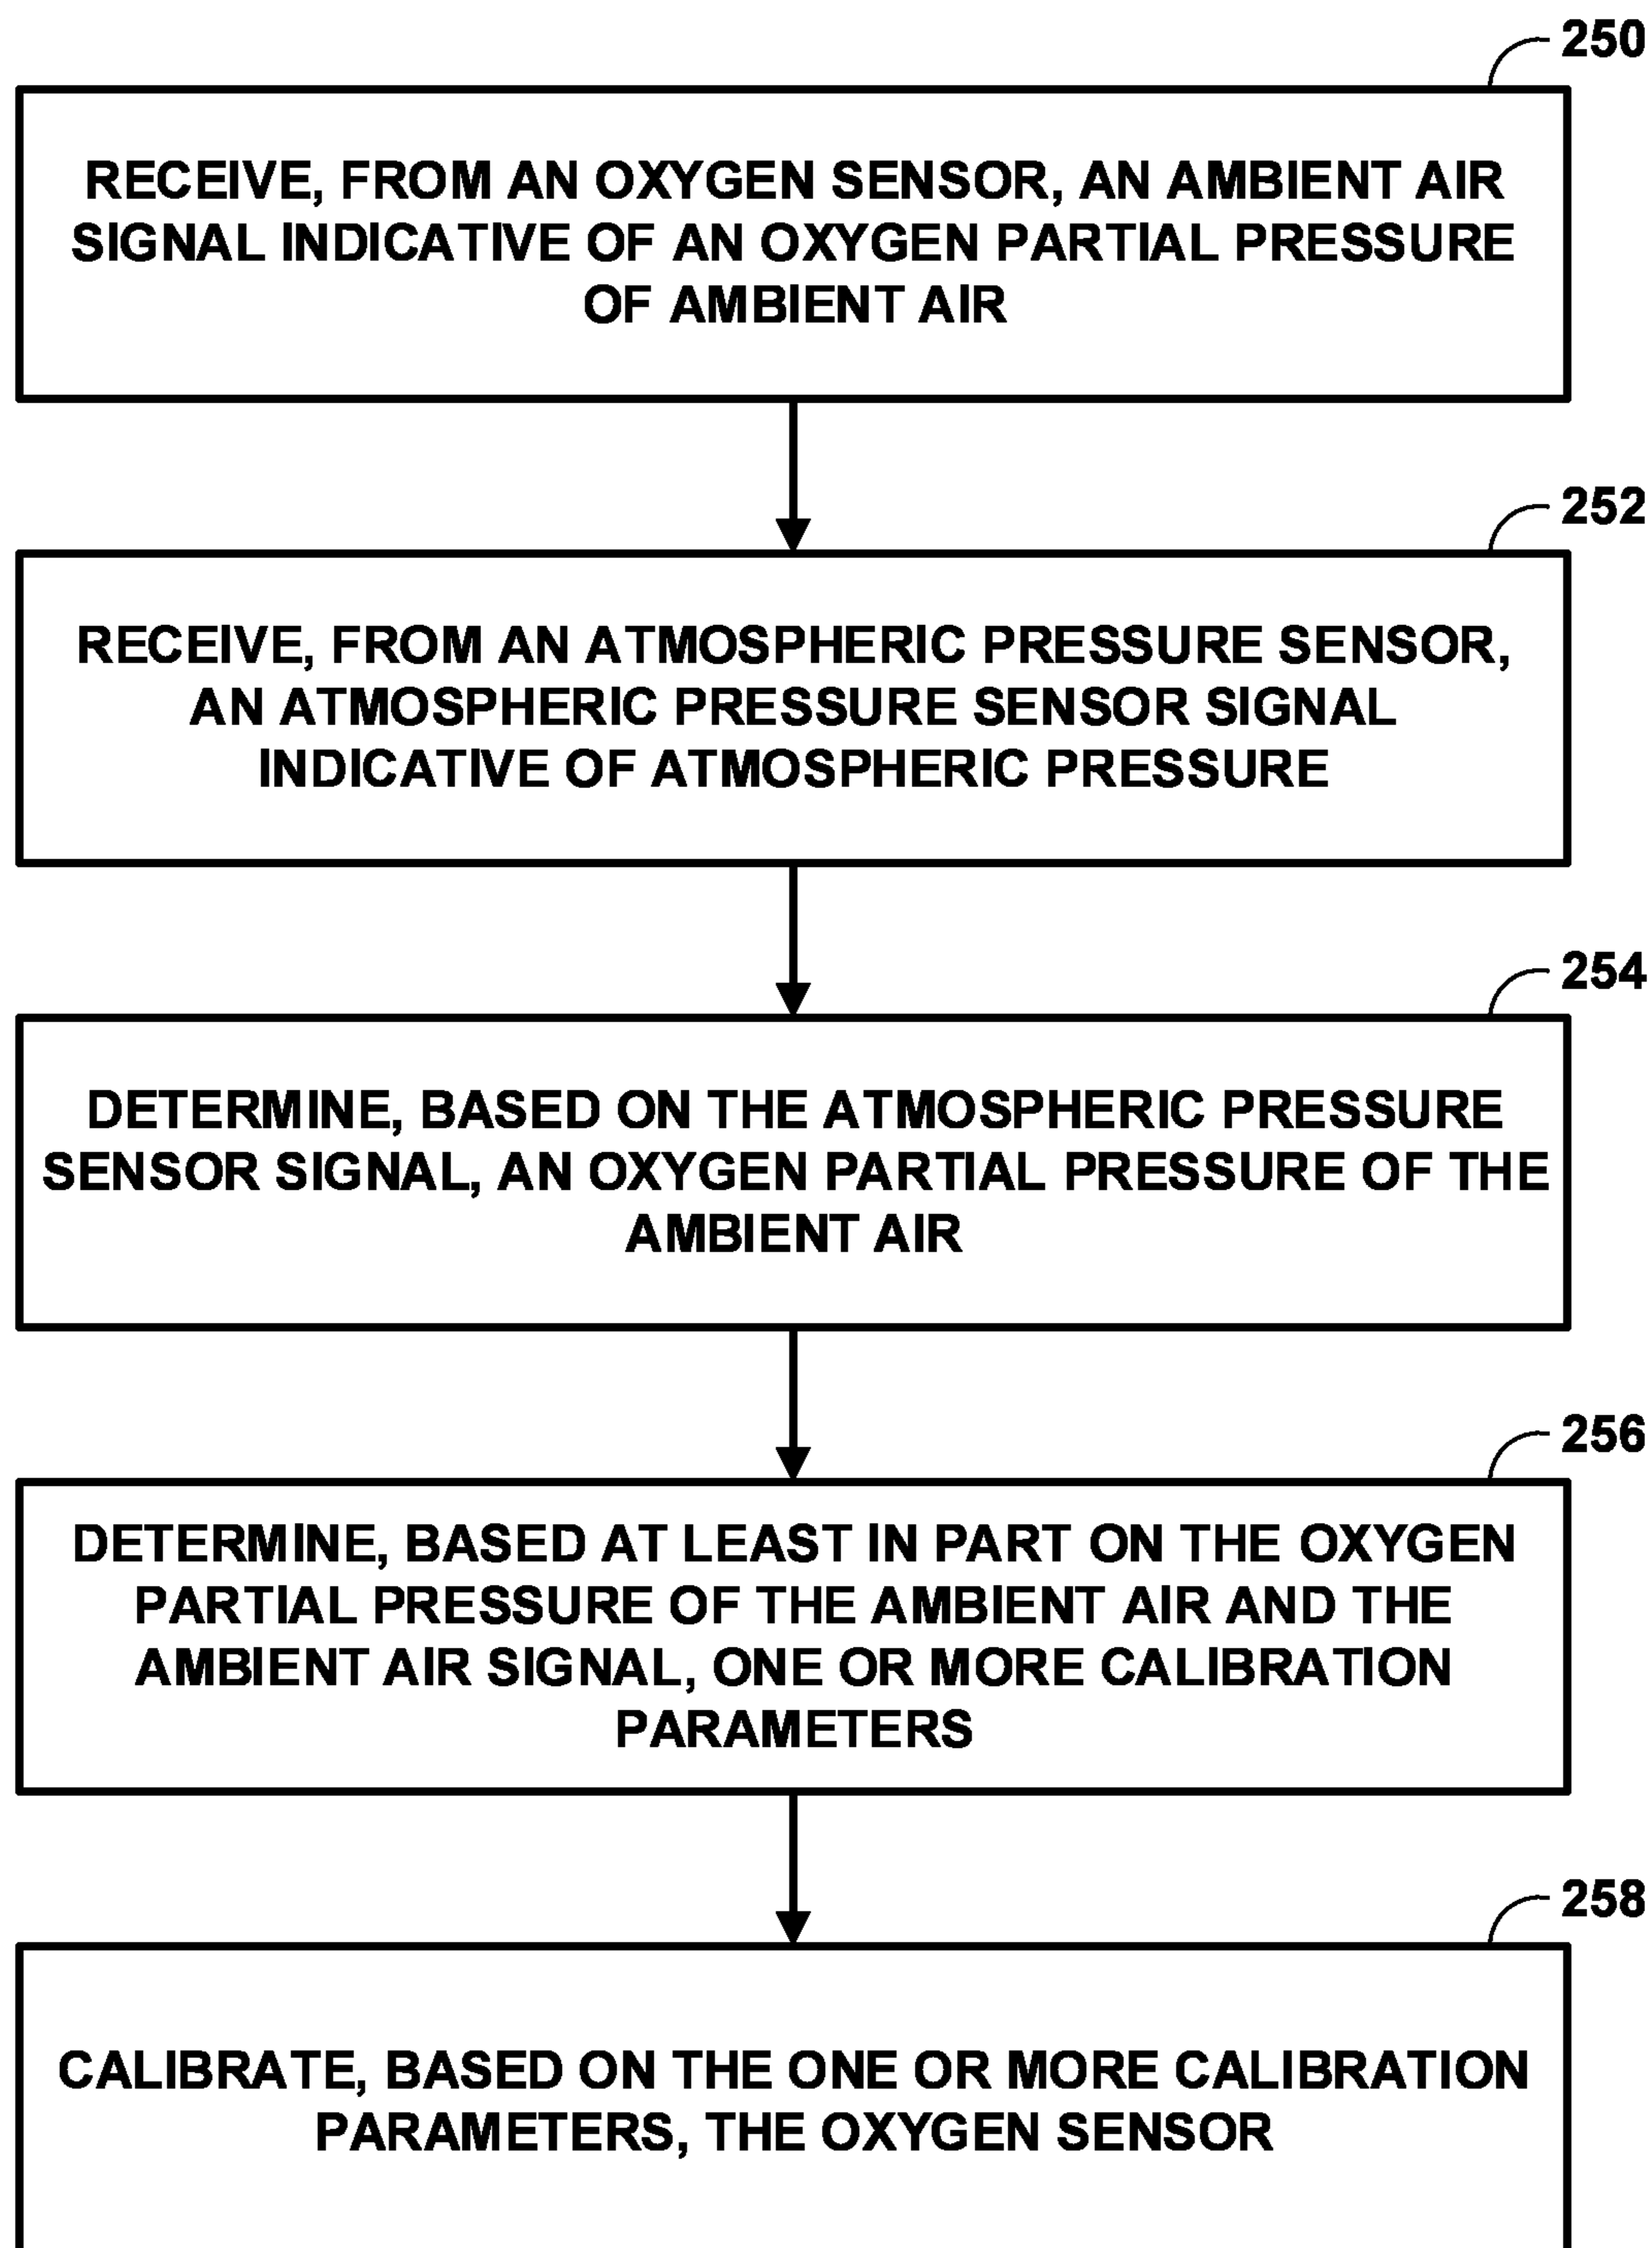 250
RECEIVE, FROM AN OXYGEN SENSOR, AN AMBIENT AIR
SIGNAL INDICATIVE OF AN OXYGEN PARTIAL PRESSURE
OF AMBIENT AIR
252
RECEIVE, FROM AN ATMOSPHERIC PRESSURE SENSOR,
AN ATMOSPHERIC PRESSURE SENSOR SIGNAL
INDICATIVE OF ATMOSPHERIC PRESSURE
254
DETERMINE, BASED ON THE ATMOSPHERIC PRESSURE
SENSOR SIGNAL, AN OXYGEN PARTIAL PRESSURE OF THE
AMBIENT AIR
256
DETERMINE, BASED AT LEAST IN PART ON THE OXYGEN
PARTIAL PRESSURE OF THE AMBIENT AIR AND THE
AMBIENT AIR SIGNAL, ONE OR MORE CALIBRATION
PARAMETERS
258
CALIBRATE, BASED ON THE ONE OR MORE CALIBRATION
PARAMETERS, THE OXYGEN SENSOR